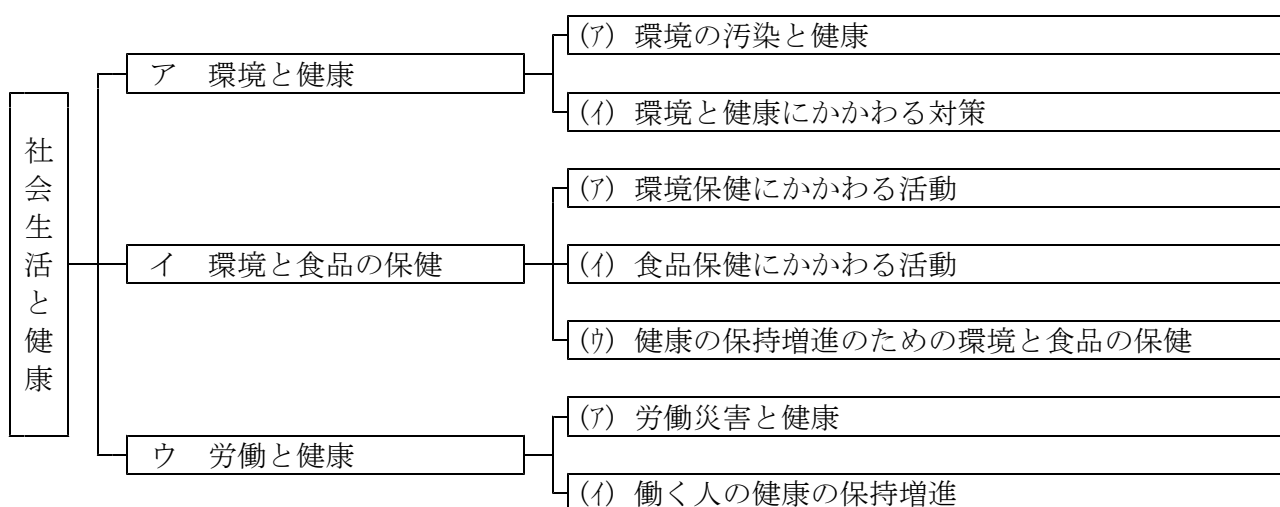 社会生活と健康
ア 環境と健康
(ｱ) 環境の汚染と健康
(ｲ) 環境と健康にかかわる対策
イ 環境と食品の保健
(ｱ) 環境保健にかかわる活動
(ｲ) 食品保健にかかわる活動
(ｳ) 健康の保持増進のための環境と食品の保健
ウ 労働と健康
(ｱ) 労働災害と健康
(ｲ) 働く人の健康の保持増進